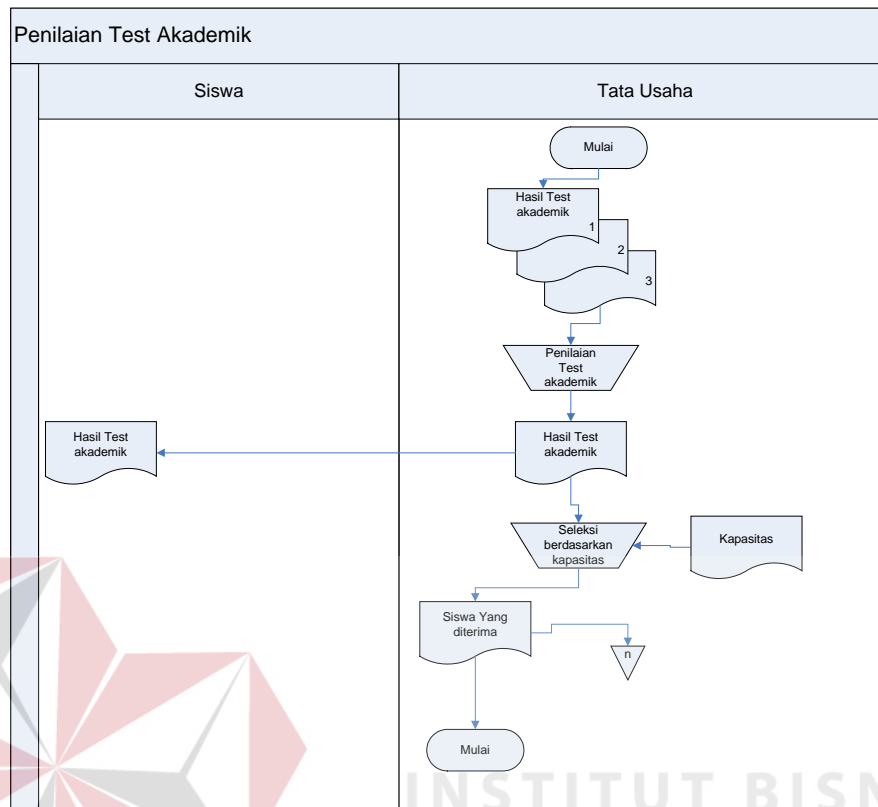 Penilaian Test Akademik
Siswa
Tata Usaha
Mulai
Hasil Test
akademik
1
2
3
Penilaian
Test
akademik
Hasil Test
akademik
Hasil Test
akademik
Seleksi
berdasarkan
kapasitas
Kapasitas
Siswa Yang
diterima
n
Mulai
INSTITUT BISN